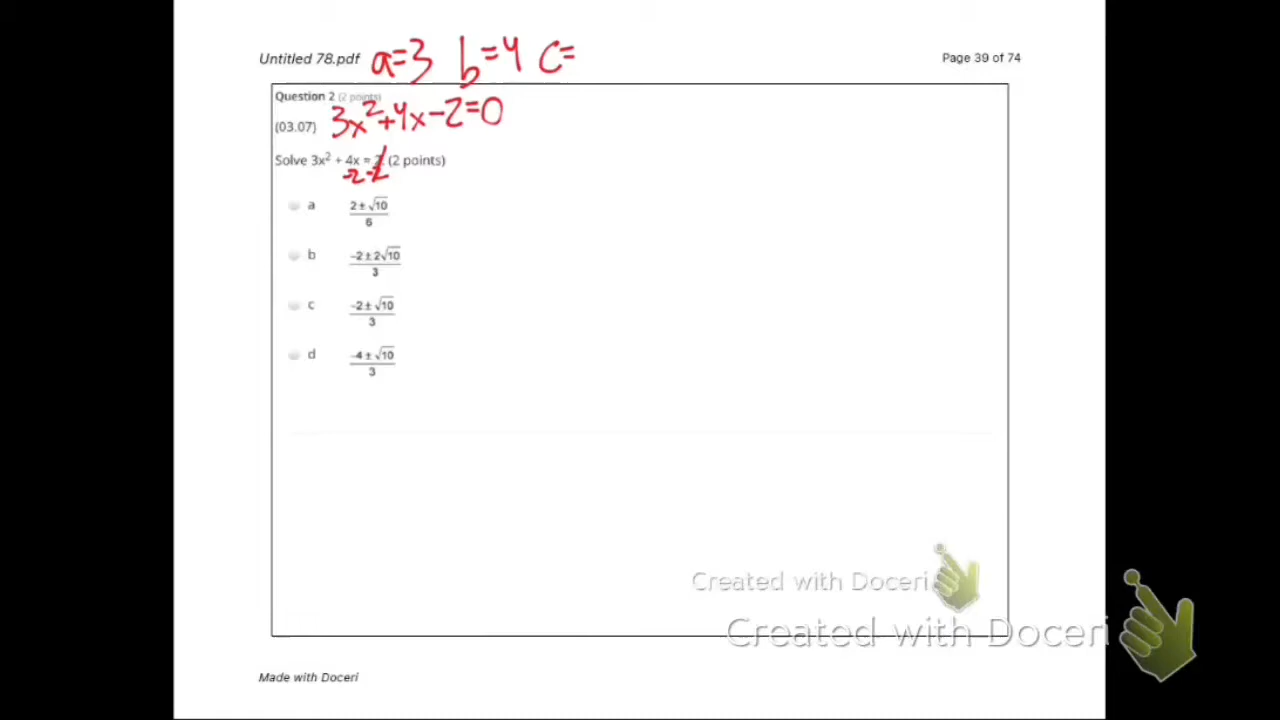 Untitled 78.pdf a=3 b=4 c= Page 39 of 74
Question 2 (2 points)
(03.07) 3x²+4x-2=0
Solve 3x² + 4x = 2. (2 points)
-2 -2
a 2 ± √10 / 6
b -2 ± 2√10 / 3
c -2 ± √10 / 3
d -4 ± √10 / 3
Created with Doceri
Created with Doceri
Made with Doceri